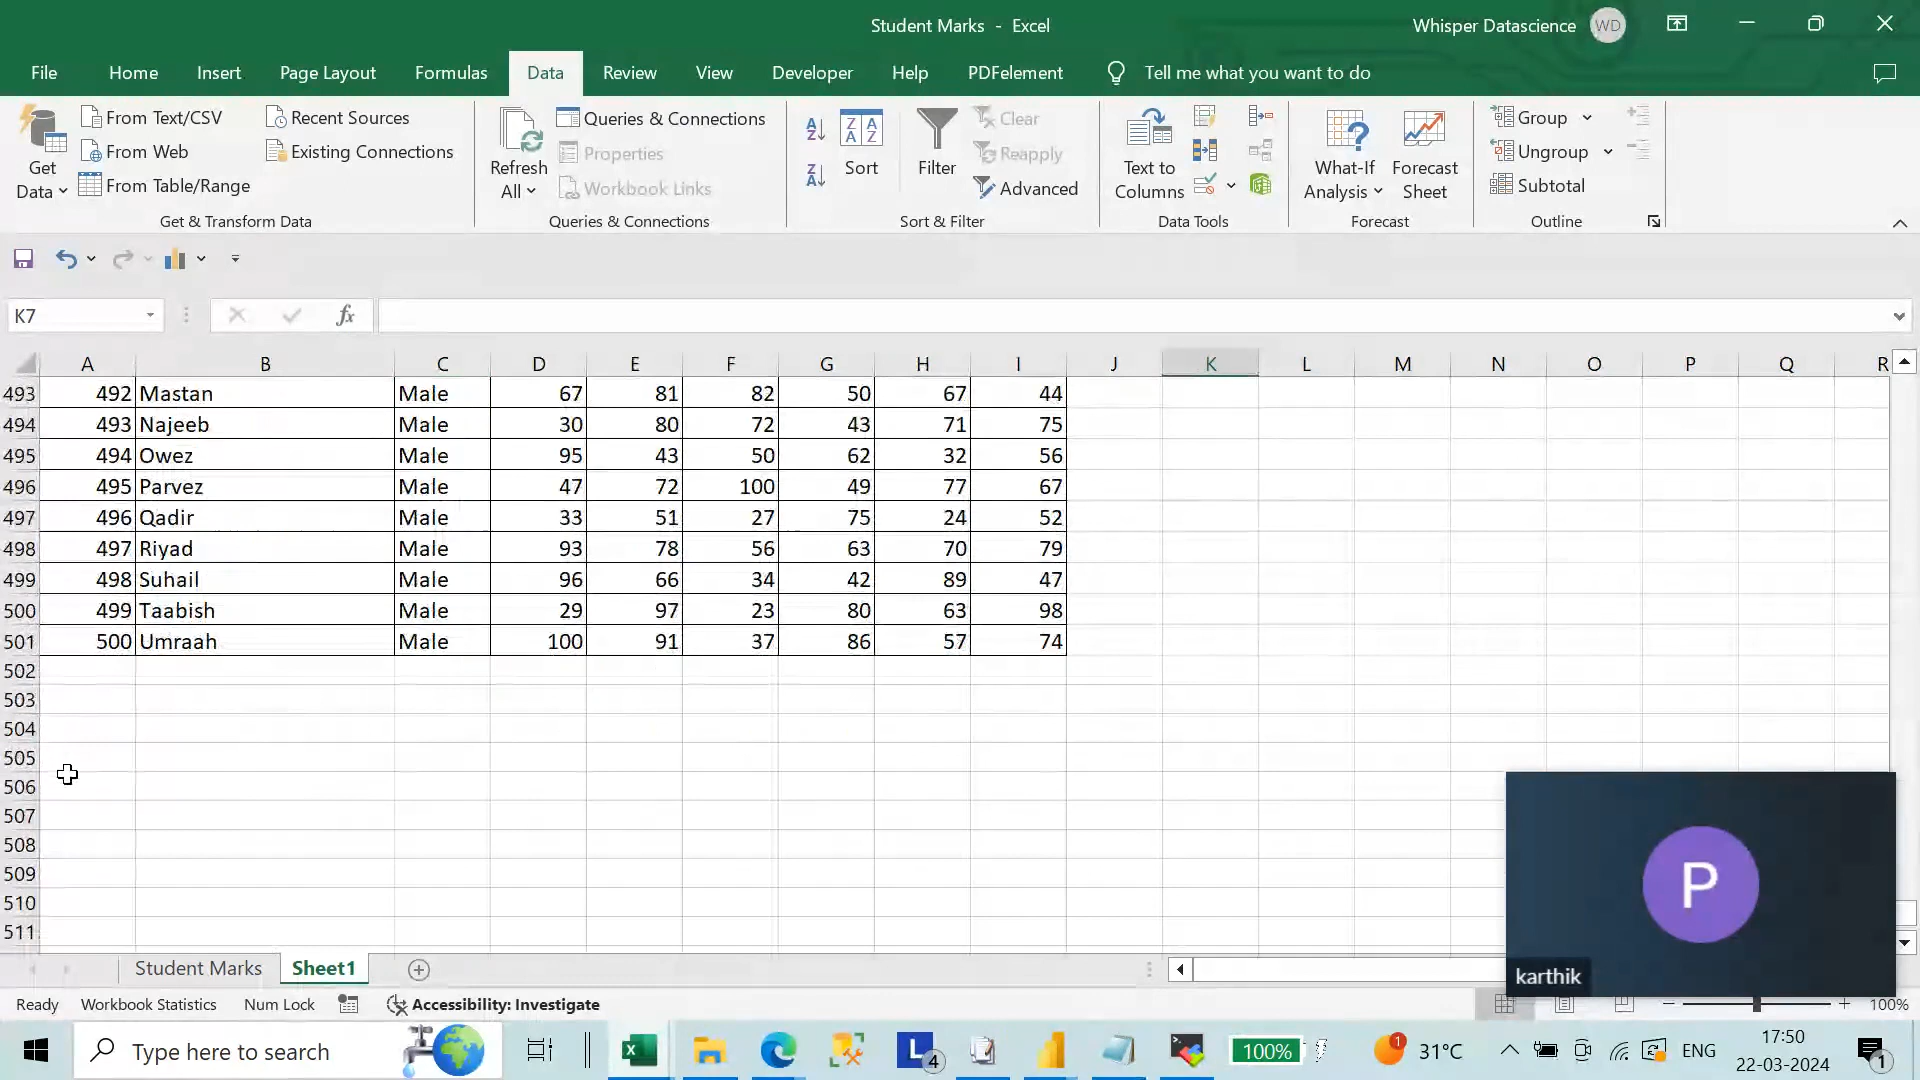 Student Marks - Excel
Whisper Datascience WD
File Home Insert Page Layout Formulas Data Review View Developer Help PDFelement Tell me what you want to do
Get Data
From Text/CSV
From Web
From Table/Range
Recent Sources
Existing Connections
Get & Transform Data
Refresh All
Queries & Connections
Properties
Workbook Links
Queries & Connections
Sort
Filter
Clear
Reapply
Advanced
Sort & Filter
Text to Columns
Data Tools
What-If Analysis
Forecast Sheet
Forecast
Group
Ungroup
Subtotal
Outline
K7 fx
A B C D E F G H I J K L M N O P Q R
493 492 Mastan Male 67 81 82 50 67 44
494 493 Najeeb Male 30 80 72 43 71 75
495 494 Owez Male 95 43 50 62 32 56
496 495 Parvez Male 47 72 100 49 77 67
497 496 Qadir Male 33 51 27 75 24 52
498 497 Riyad Male 93 78 56 63 70 79
499 498 Suhail Male 96 66 34 42 89 47
500 499 Taabish Male 29 97 23 80 63 98
501 500 Umraah Male 100 91 37 86 57 74
502
503
504
505
506
507
508
509
510
511
P
karthik
Student Marks Sheet1
Ready Workbook Statistics Num Lock Accessibility: Investigate 100%
Type here to search
L 4
100%
1
31°C
ENG
17:50
22-03-2024
1